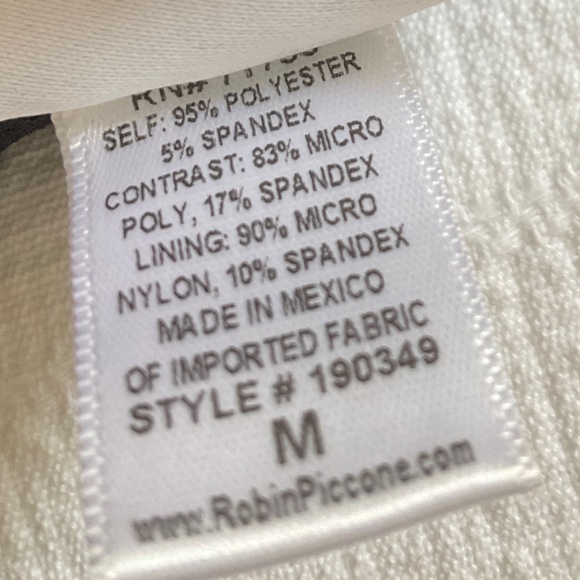 RN#
SELF: 95% POLYESTER
5% SPANDEX
CONTRAST: 83% MICRO
POLY, 17% SPANDEX
LINING: 90% MICRO
NYLON, 10% SPANDEX
MADE IN MEXICO
OF IMPORTED FABRIC
STYLE # 190349
M
www.RobinPiccone.com